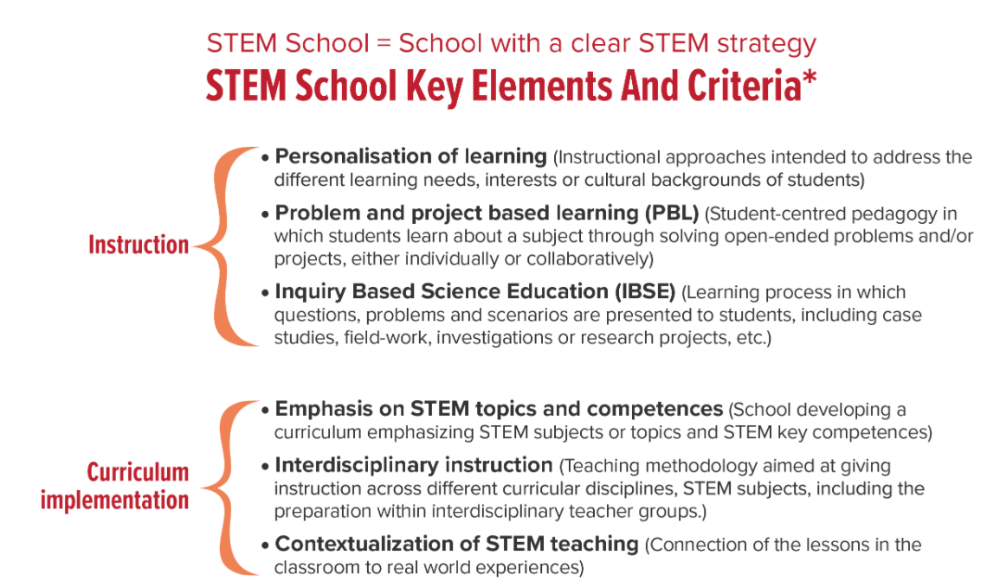 STEM School = School with a clear STEM strategy
STEM School Key Elements And Criteria*
Instruction
• Personalisation of learning (Instructional approaches intended to address the
different learning needs, interests or cultural backgrounds of students)
• Problem and project based learning (PBL) (Student-centred pedagogy in
which students learn about a subject through solving open-ended problems and/or
projects, either individually or collaboratively)
• Inquiry Based Science Education (IBSE) (Learning process in which
questions, problems and scenarios are presented to students, including case
studies, field-work, investigations or research projects, etc.)
Curriculum
implementation
• Emphasis on STEM topics and competences (School developing a
curriculum emphasizing STEM subjects or topics and STEM key competences)
• Interdisciplinary instruction (Teaching methodology aimed at giving
instruction across different curricular disciplines, STEM subjects, including the
preparation within interdisciplinary teacher groups.)
• Contextualization of STEM teaching (Connection of the lessons in the
classroom to real world experiences)